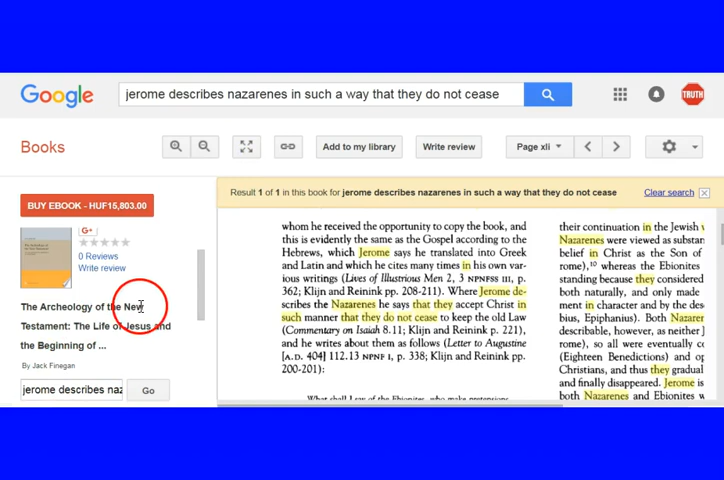 Google
jerome describes nazarenes in such a way that they do not cease
TRUTH
Books
Add to my library
Write review
Page xli
BUY EBOOK - HUF15,803.00
G+
0 Reviews
Write review
The Archeology of the New
Testament: The Life of Jesus and
the Beginning of ...
By Jack Finegan
jerome describes naz
Go
Result 1 of 1 in this book for jerome describes nazarenes in such a way that they do not cease
Clear search
whom he received the opportunity to copy the book, and
this is evidently the same as the Gospel according to the
Hebrews, which Jerome says he translated into Greek
and Latin and which he cites many times in his own var-
ious writings (Lives of Illustrious Men 2, 3 NPNFSS III, p.
362; Klijn and Reinink pp. 208-211). Where Jerome de-
scribes the Nazarenes he says that they accept Christ in
such manner that they do not cease to keep the old Law
(Commentary on Isaiah 8.11; Klijn and Reinink p. 221),
and he writes about them as follows (Letter to Augustine
[A.D. 404] 112.13 NPNF I, p. 338; Klijn and Reinink pp.
200-201):
What shall I say of the Ebionites, who make pretensions
their continuation in the Jewish
Nazarenes were viewed as substan
belief in Christ as the Son of
rome),10 whereas the Ebionites
standing because they considered
both naturally, and only made
ment in character and by the des
bius, Epiphanius). Both Nazaren
describable, however, as neither J
rome), so all were eventually co
(Eighteen Benedictions) and op
Christians, and thus they gradual
and finally disappeared. Jerome is
both Nazarenes and Ebionites w